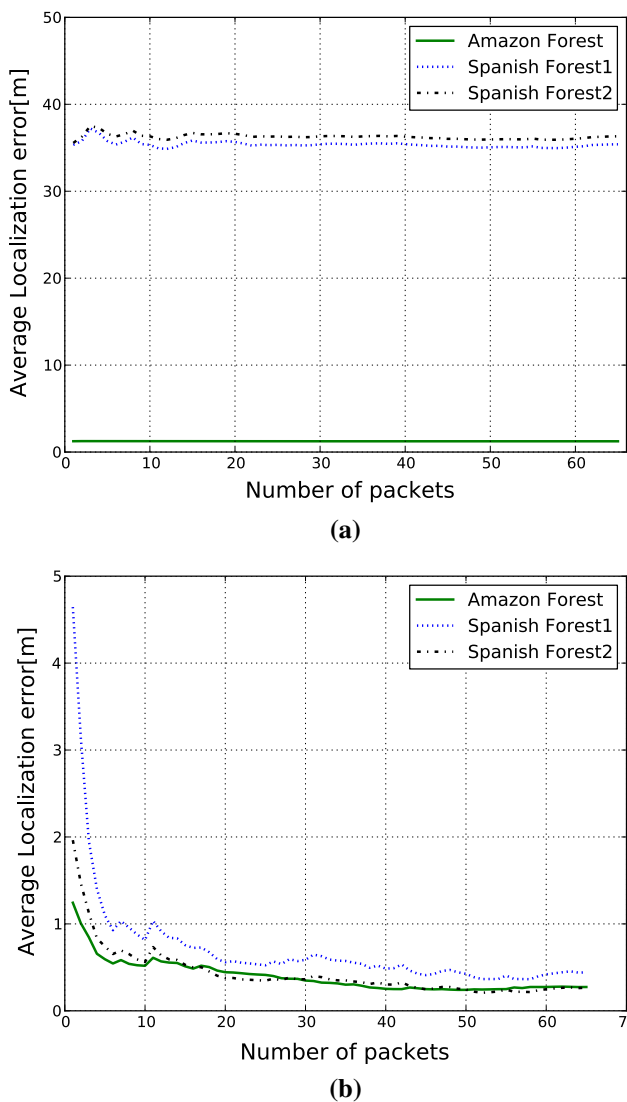 50
40
30
20
10
0
Average Localization error[m]
Amazon Forest
Spanish Forest1
Spanish Forest2
0 10 20 30 40 50 60
Number of packets
(a)
5
4
3
2
1
0
Average Localization error[m]
Amazon Forest
Spanish Forest1
Spanish Forest2
0 10 20 30 40 50 60 7
Number of packets
(b)